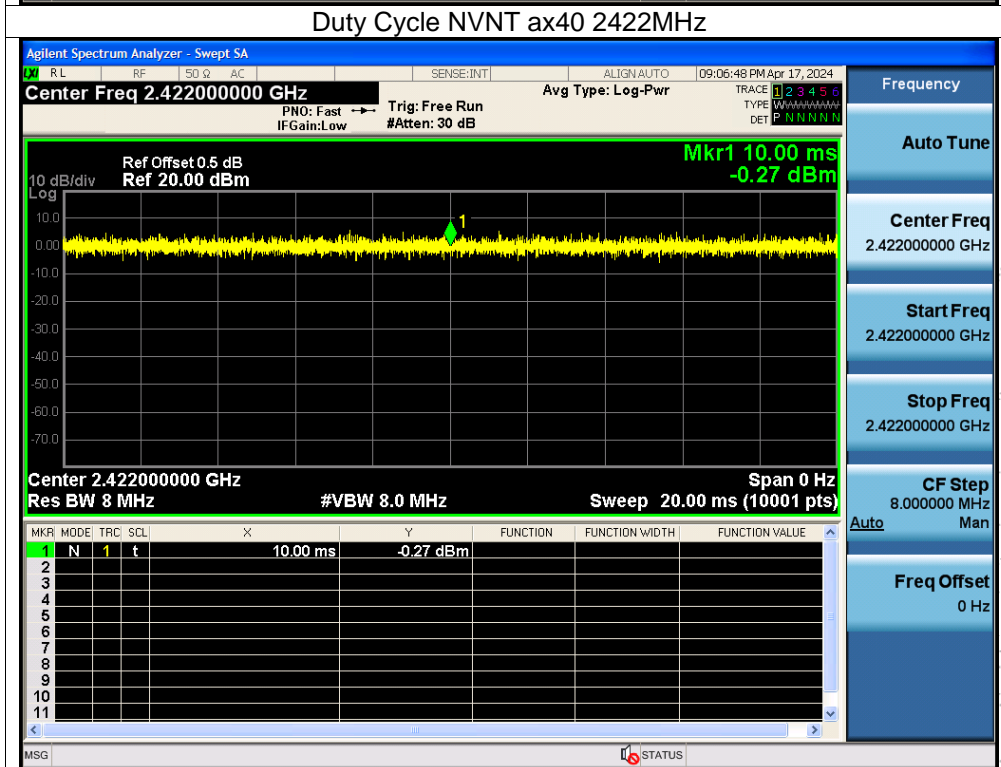 Duty Cycle NVNT ax40 2422MHz
Agilent Spectrum Analyzer - Swept SA
LXI RL RF 50 Ω AC SENSE:INT ALIGN AUTO 09:06:48 PM Apr 17, 2024
Center Freq 2.422000000 GHz Avg Type: Log-Pwr TRACE 1 2 3 4 5 6
PNO: Fast Trig: Free Run TYPE WWWWWW
IFGain:Low #Atten: 30 dB DET P N N N N N
Frequency
Mkr1 10.00 ms
-0.27 dBm
Ref Offset 0.5 dB
10 dB/div Ref 20.00 dBm
Log
10.0
1
0.00
-10.0
-20.0
-30.0
-40.0
-50.0
-60.0
-70.0
Center 2.422000000 GHz Span 0 Hz
Res BW 8 MHz #VBW 8.0 MHz Sweep 20.00 ms (10001 pts)
MKR MODE TRC SCL X Y FUNCTION FUNCTION WIDTH FUNCTION VALUE
1 N 1 t 10.00 ms -0.27 dBm
2
3
4
5
6
7
8
9
10
11
Auto Tune
Center Freq
2.422000000 GHz
Start Freq
2.422000000 GHz
Stop Freq
2.422000000 GHz
CF Step
8.000000 MHz
Auto Man
Freq Offset
0 Hz
MSG STATUS